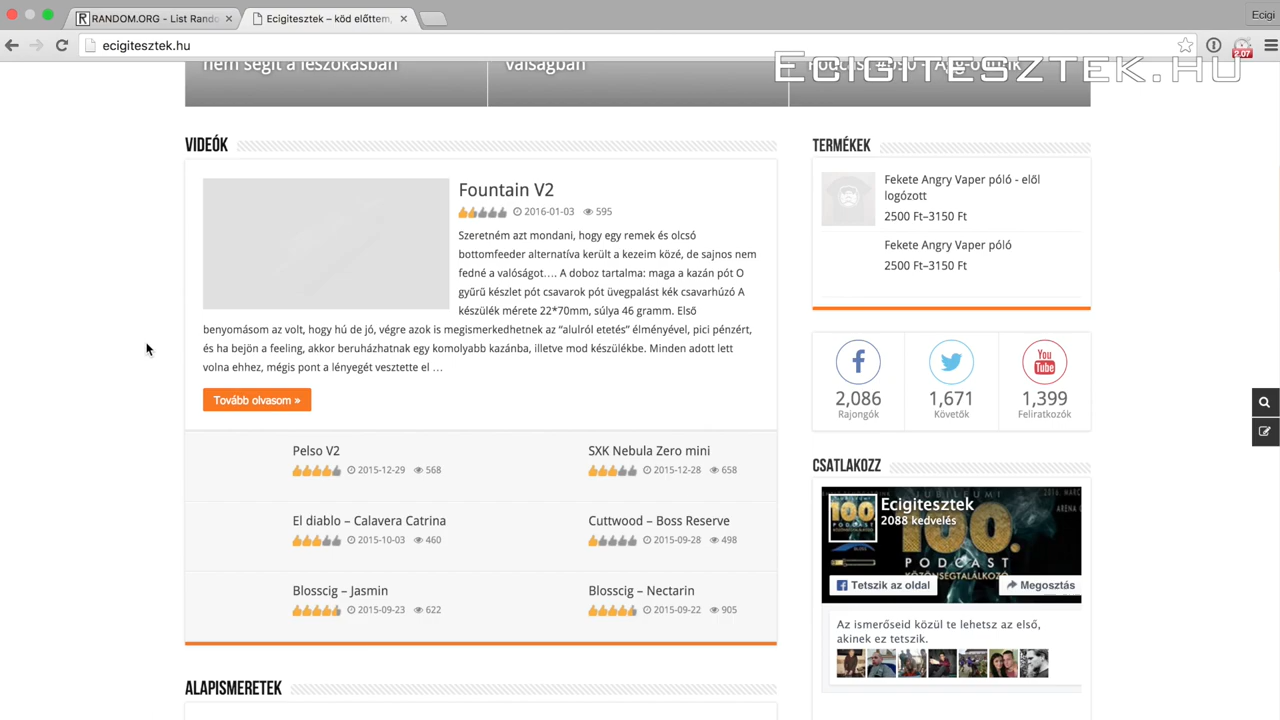 RANDOM.ORG - List Rando
Ecigitesztek – köd előttem,
Ecigi
ecigitesztek.hu
2.07
ECIGITESZTEK.HU
nem segít a leszokásban
válságban
VIDEÓK
Fountain V2
2016-01-03 595
Szeretném azt mondani, hogy egy remek és olcsó
bottomfeeder alternatíva került a kezeim közé, de sajnos nem
fedné a valóságot…. A doboz tartalma: maga a kazán pót O
gyűrű készlet pót csavarok pót üvegpalást kék csavarhúzó A
készülék mérete 22*70mm, súlya 46 gramm. Első
benyomásom az volt, hogy hú de jó, végre azok is megismerkedhetnek az “alulról etetés” élményével, pici pénzért,
és ha bejön a feeling, akkor beruházhatnak egy komolyabb kazánba, illetve mod készülékbe. Minden adott lett
volna ehhez, mégis pont a lényegét vesztette el …
Tovább olvasom »
Pelso V2
2015-12-29 568
SXK Nebula Zero mini
2015-12-28 658
El diablo – Calavera Catrina
2015-10-03 460
Cuttwood – Boss Reserve
2015-09-28 498
Blosscig – Jasmin
2015-09-23 622
Blosscig – Nectarin
2015-09-22 905
ALAPISMERETEK
TERMÉKEK
Fekete Angry Vaper póló - elől
logózott
2500 Ft–3150 Ft
Fekete Angry Vaper póló
2500 Ft–3150 Ft
You
Tube
2,086
Rajongók
1,671
Követők
1,399
Feliratkozók
CSATLAKOZZ
Ecigitesztek
2088 kedvelés
100
PODCAST
100.
PODCAST
KÖZÖNSÉGTALÁLKOZÓ
Tetszik az oldal
Megosztás
Az ismerőseid közül te lehetsz az első,
akinek ez tetszik.